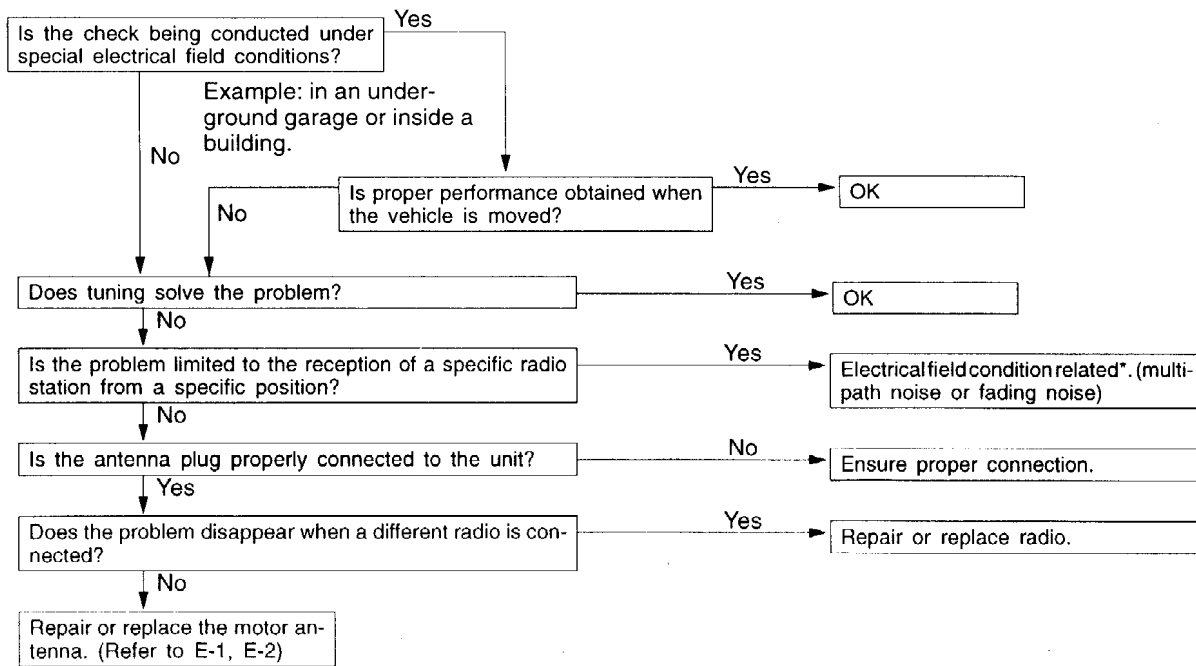 Yes
Is the check being conducted under
special electrical field conditions?
Example: in an under-
ground garage or inside a
building.
No
Is proper performance obtained when
the vehicle is moved?
Yes
OK
No
Does tuning solve the problem?
Yes
OK
No
Is the problem limited to the reception of a specific radio
station from a specific position?
Yes
Electrical field condition related*. (multi-
path noise or fading noise)
No
Is the antenna plug properly connected to the unit?
No
Ensure proper connection.
Yes
Does the problem disappear when a different radio is con-
nected?
Yes
Repair or replace radio.
No
Repair or replace the motor an-
tenna. (Refer to E-1, E-2)